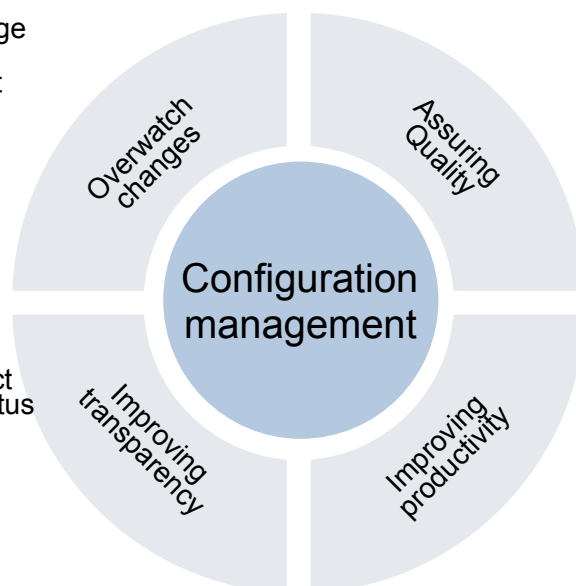 Overwatch
changes
Assuring
Quality
Configuration
management
Improving
transparency
Improving
productivity